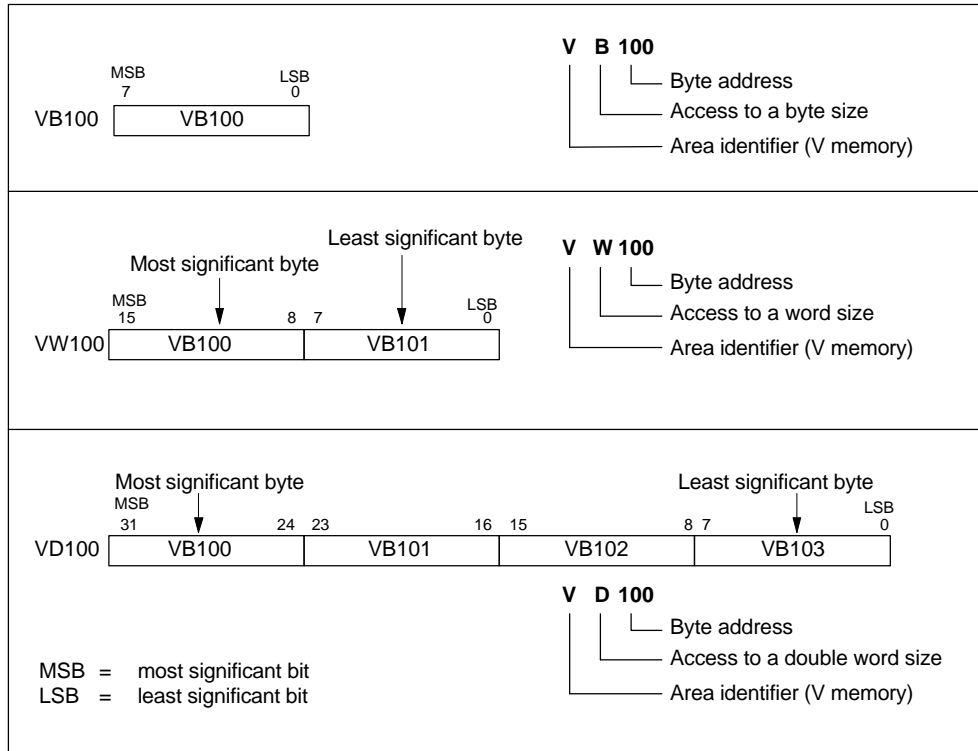 V B 100
MSB LSB
7 0
Byte address
VB100 VB100
Access to a byte size
Area identifier (V memory)
Least significant byte
V W 100
Most significant byte
MSB LSB
15 8 7 0
Byte address
VW100 VB100 VB101
Access to a word size
Area identifier (V memory)
Most significant byte Least significant byte
MSB LSB
31 24 23 16 15 8 7 0
VD100 VB100 VB101 VB102 VB103
V D 100
Byte address
Access to a double word size
Area identifier (V memory)
MSB = most significant bit
LSB = least significant bit